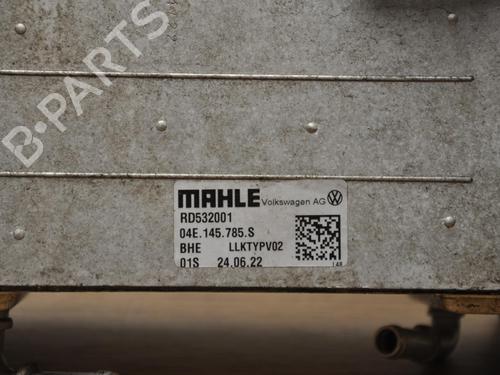 B-PARTS
MAHLE Volkswagen AG
RD532001
04E.145.785.S
BHE LLKTYPV02
01S 24.06.22